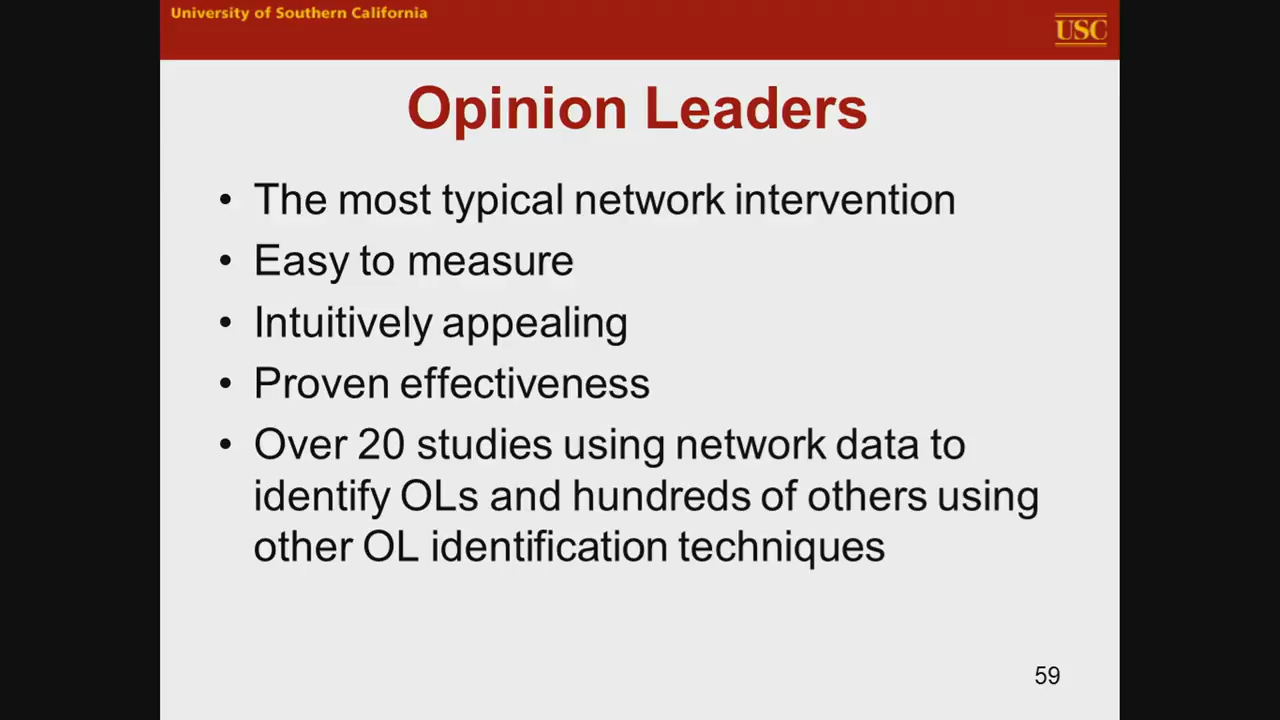 University of Southern California
USC
Opinion Leaders
• The most typical network intervention
• Easy to measure
• Intuitively appealing
• Proven effectiveness
• Over 20 studies using network data to
identify OLs and hundreds of others using
other OL identification techniques
59